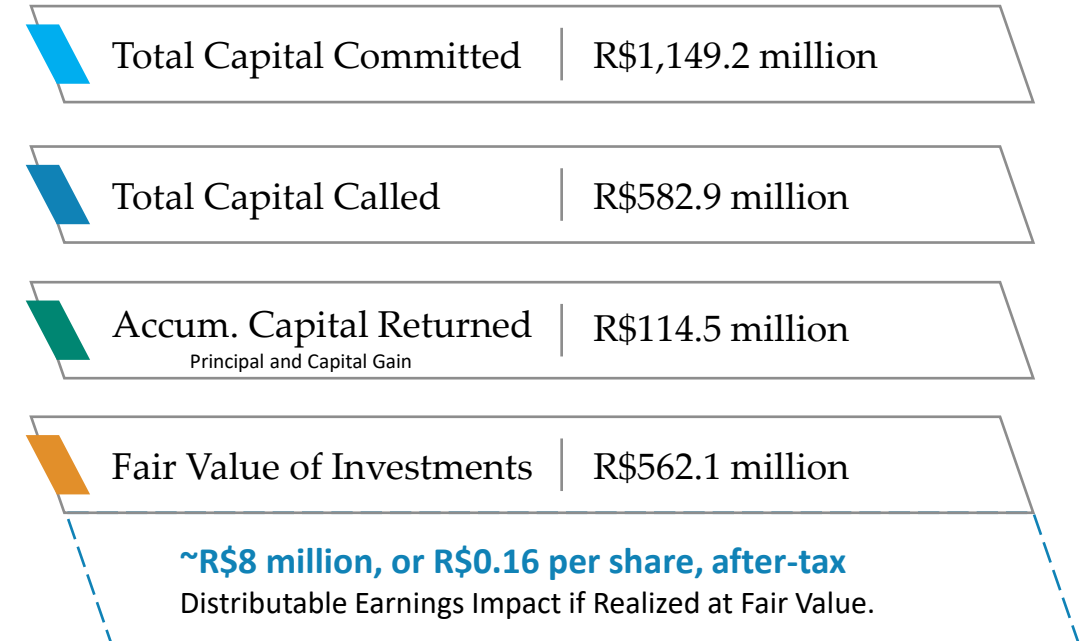 Total Capital Committed R$1,149.2 million
Total Capital Called R$582.9 million
Accum. Capital Returned R$114.5 million
Principal and Capital Gain
Fair Value of Investments R$562.1 million
~R$8 million, or R$0.16 per share, after-tax
Distributable Earnings Impact if Realized at Fair Value.